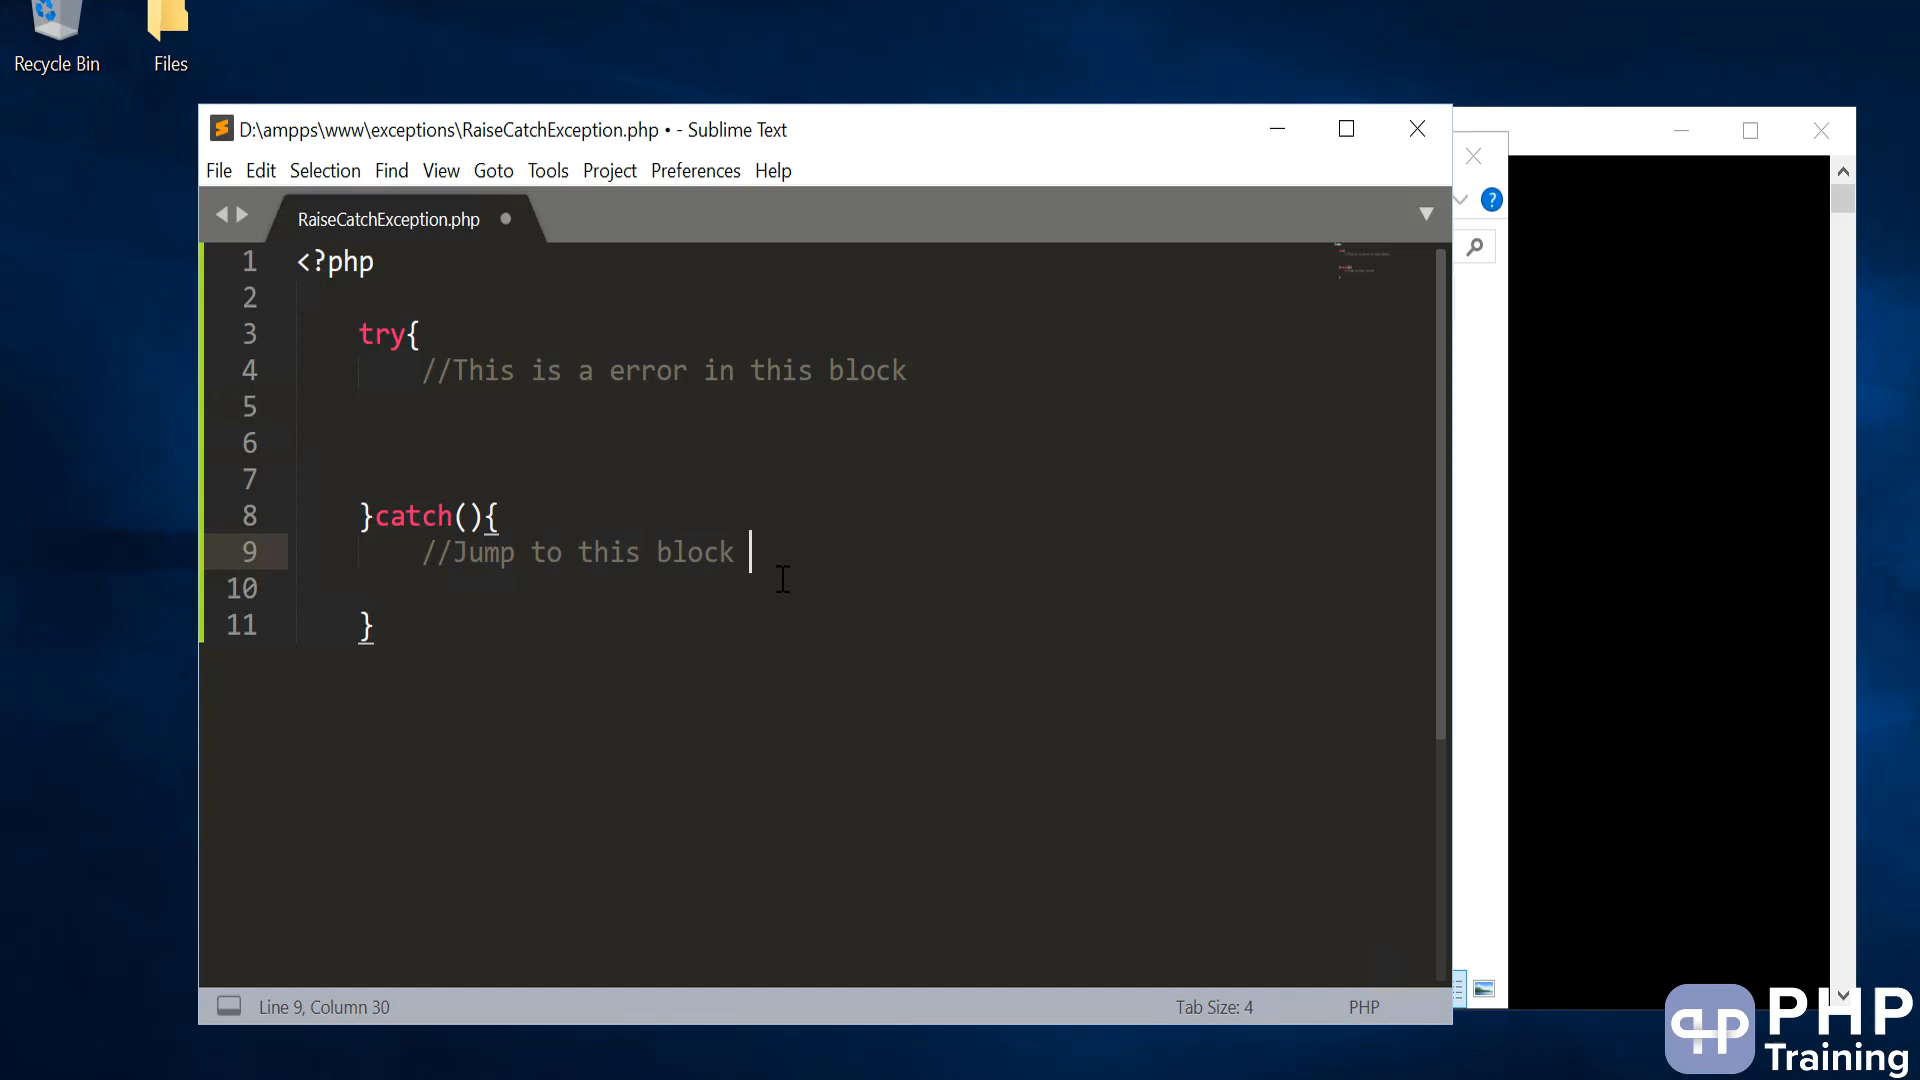 Recycle Bin
Files
D:\ampps\www\exceptions\RaiseCatchException.php • - Sublime Text
File Edit Selection Find View Goto Tools Project Preferences Help
RaiseCatchException.php
1 <?php
2
3 try{
4 //This is a error in this block
5
6
7
8 }catch(){
9 //Jump to this block
10
11 }
Line 9, Column 30
Tab Size: 4
PHP
PHP
Training